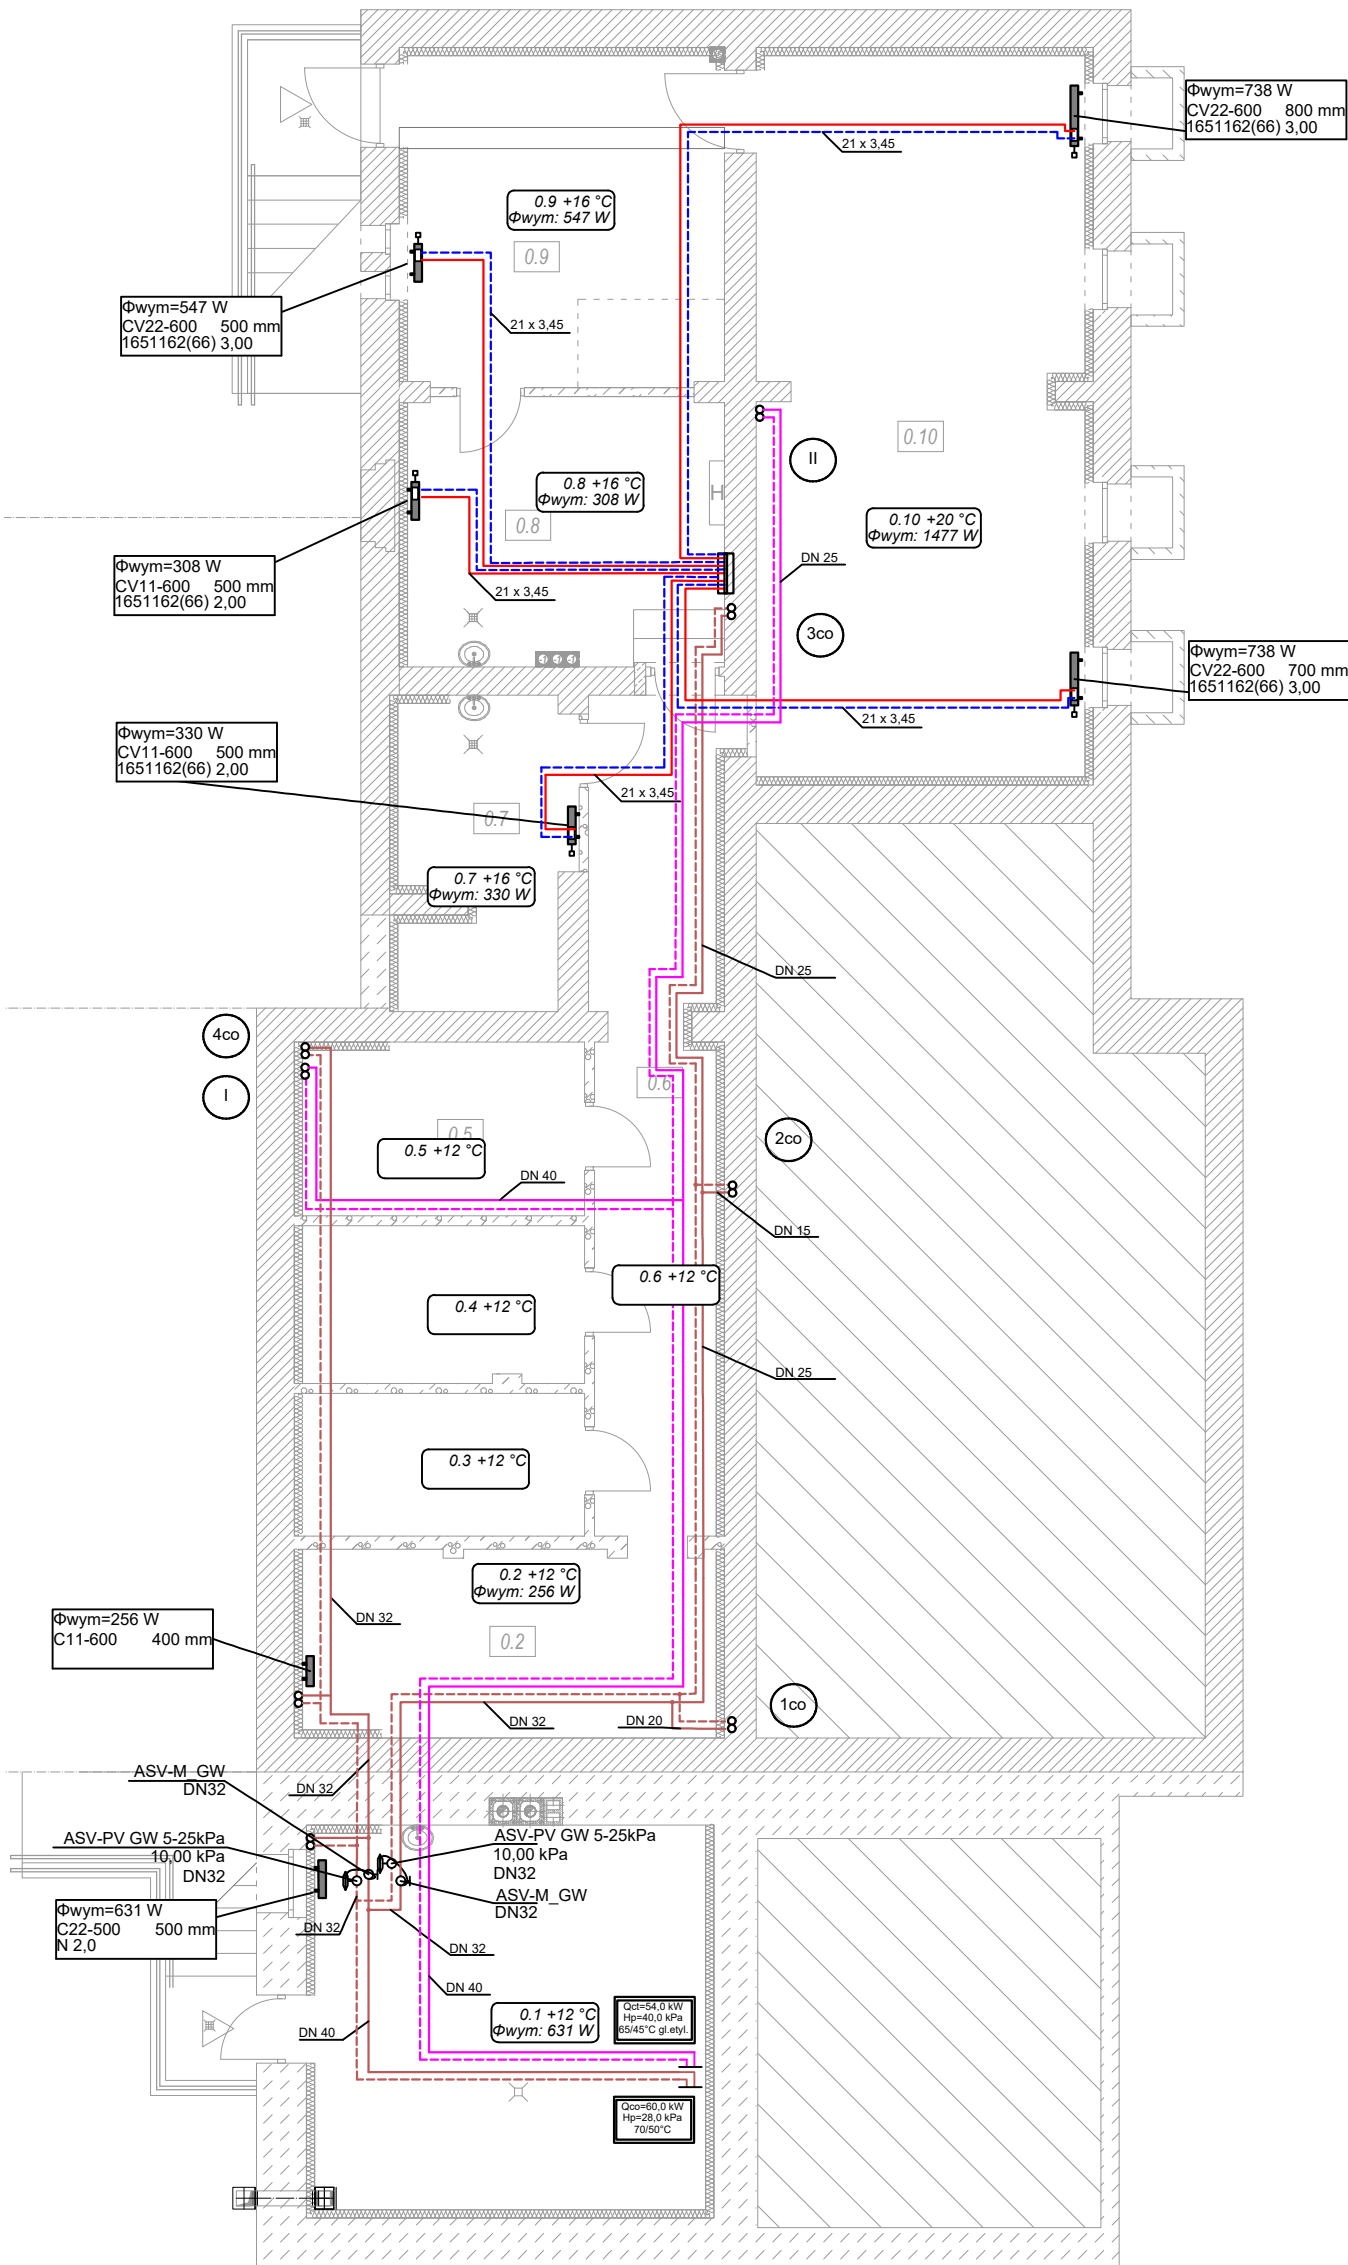 Φwym=738 W
CV22-600 800 mm
1651162(66) 3,00
21 x 3,45
0.9 +16 °C
Φwym: 547 W
0.9
Φwym=547 W
CV22-600 500 mm
1651162(66) 3,00
21 x 3,45
0.10
II
0.8 +16 °C
Φwym: 308 W
0.8
0.10 +20 °C
Φwym: 1477 W
DN 25
Φwym=308 W
CV11-600 500 mm
1651162(66) 2,00
21 x 3,45
3co
Φwym=738 W
CV22-600 700 mm
1651162(66) 3,00
21 x 3,45
Φwym=330 W
CV11-600 500 mm
1651162(66) 2,00
21 x 3,45
0.7
0.7 +16 °C
Φwym: 330 W
DN 25
4co
I
0.6
2co
0.5
0.5 +12 °C
DN 40
DN 15
0.6 +12 °C
0.4 +12 °C
DN 25
0.3 +12 °C
0.2 +12 °C
Φwym: 256 W
DN 32
Φwym=256 W
C11-600 400 mm
0.2
1co
DN 32
DN 20
ASV-M_GW
DN32
DN 32
ASV-PV GW 5-25kPa
10,00 kPa
DN32
ASV-PV GW 5-25kPa
10,00 kPa
DN32
ASV-M_GW
DN32
Φwym=631 W
C22-500 500 mm
N 2,0
DN 32
DN 32
DN 40
0.1 +12 °C
Φwym: 631 W
Qct=54,0 kW
Hp=40,0 kPa
65/45°C gl.etyl.
DN 40
Qco=60,0 kW
Hp=28,0 kPa
70/50°C